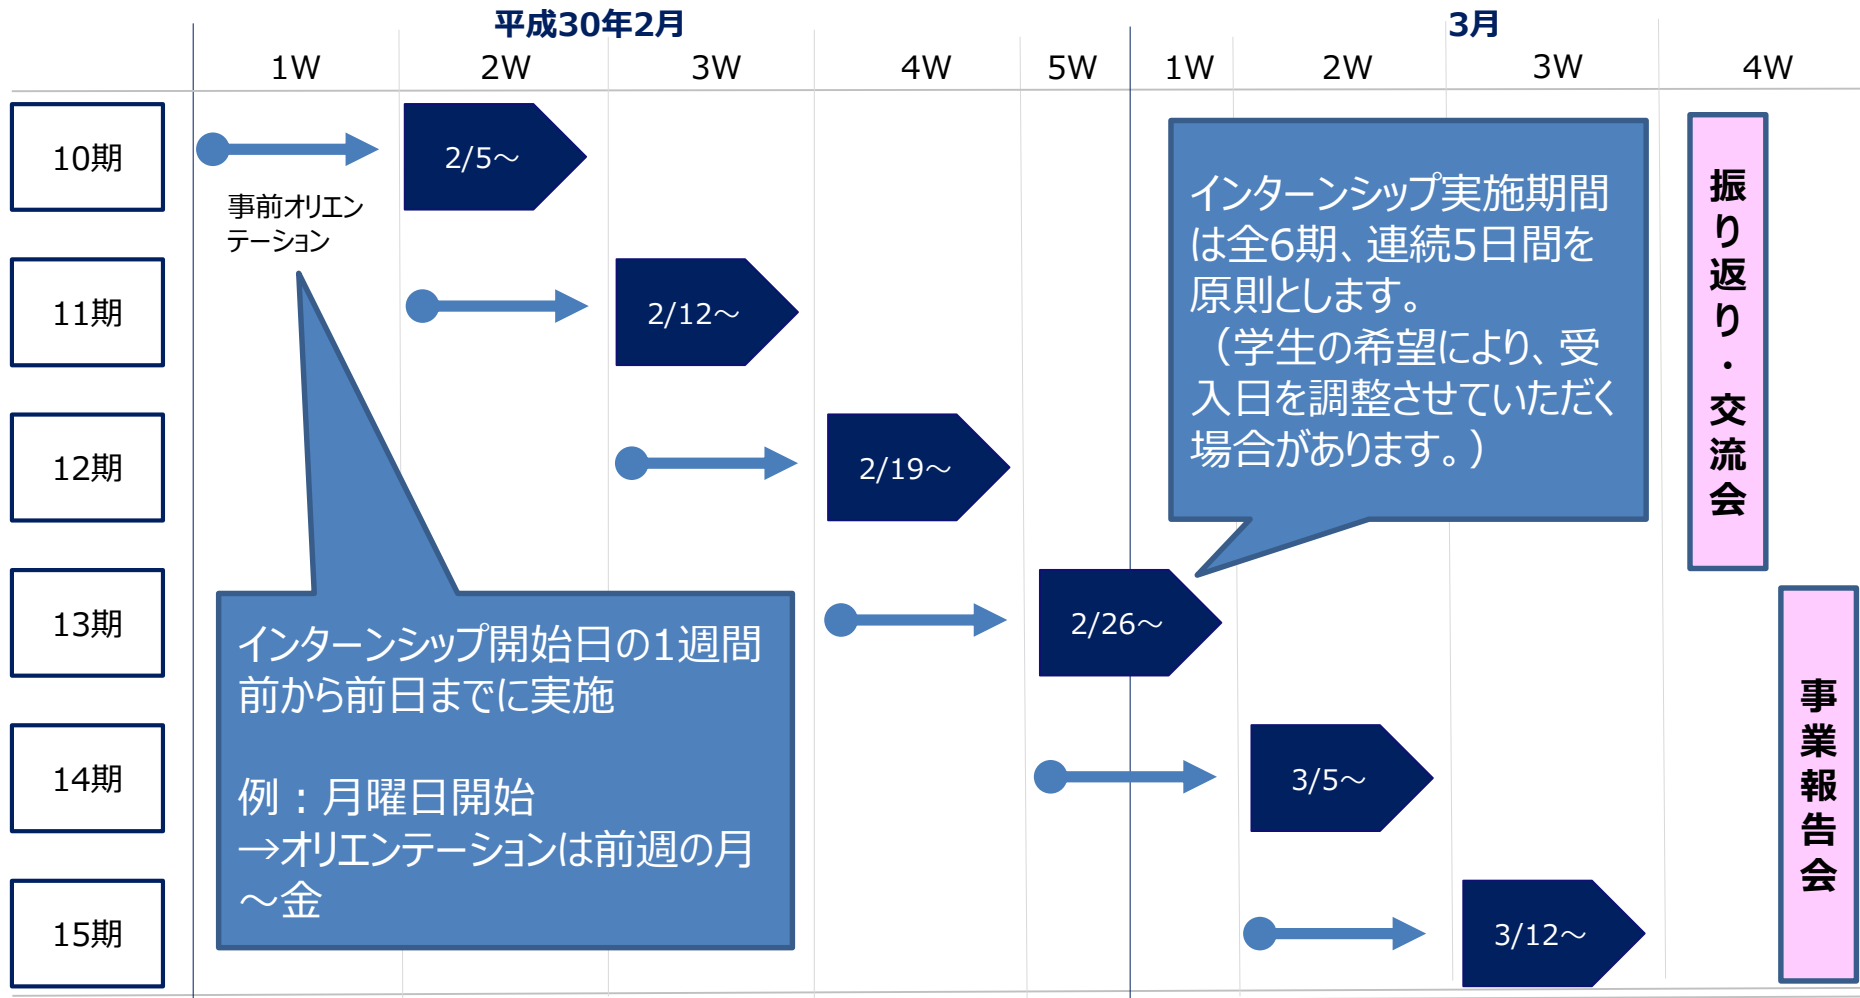 平成30年2月
3月
1W
2W
3W
4W
5W
1W
2W
3W
4W
10期
2/5～
事前オリエン
テーション
11期
2/12～
12期
2/19～
13期
2/26～
14期
3/5～
15期
3/12～
インターンシップ実施期間
は全6期、連続5日間を
原則とします。
（学生の希望により、受
入日を調整させていただく
場合があります。）
インターンシップ開始日の1週間
前から前日までに実施
例：月曜日開始
→オリエンテーションは前週の月
～金
振り返り・交流会
事業報告会